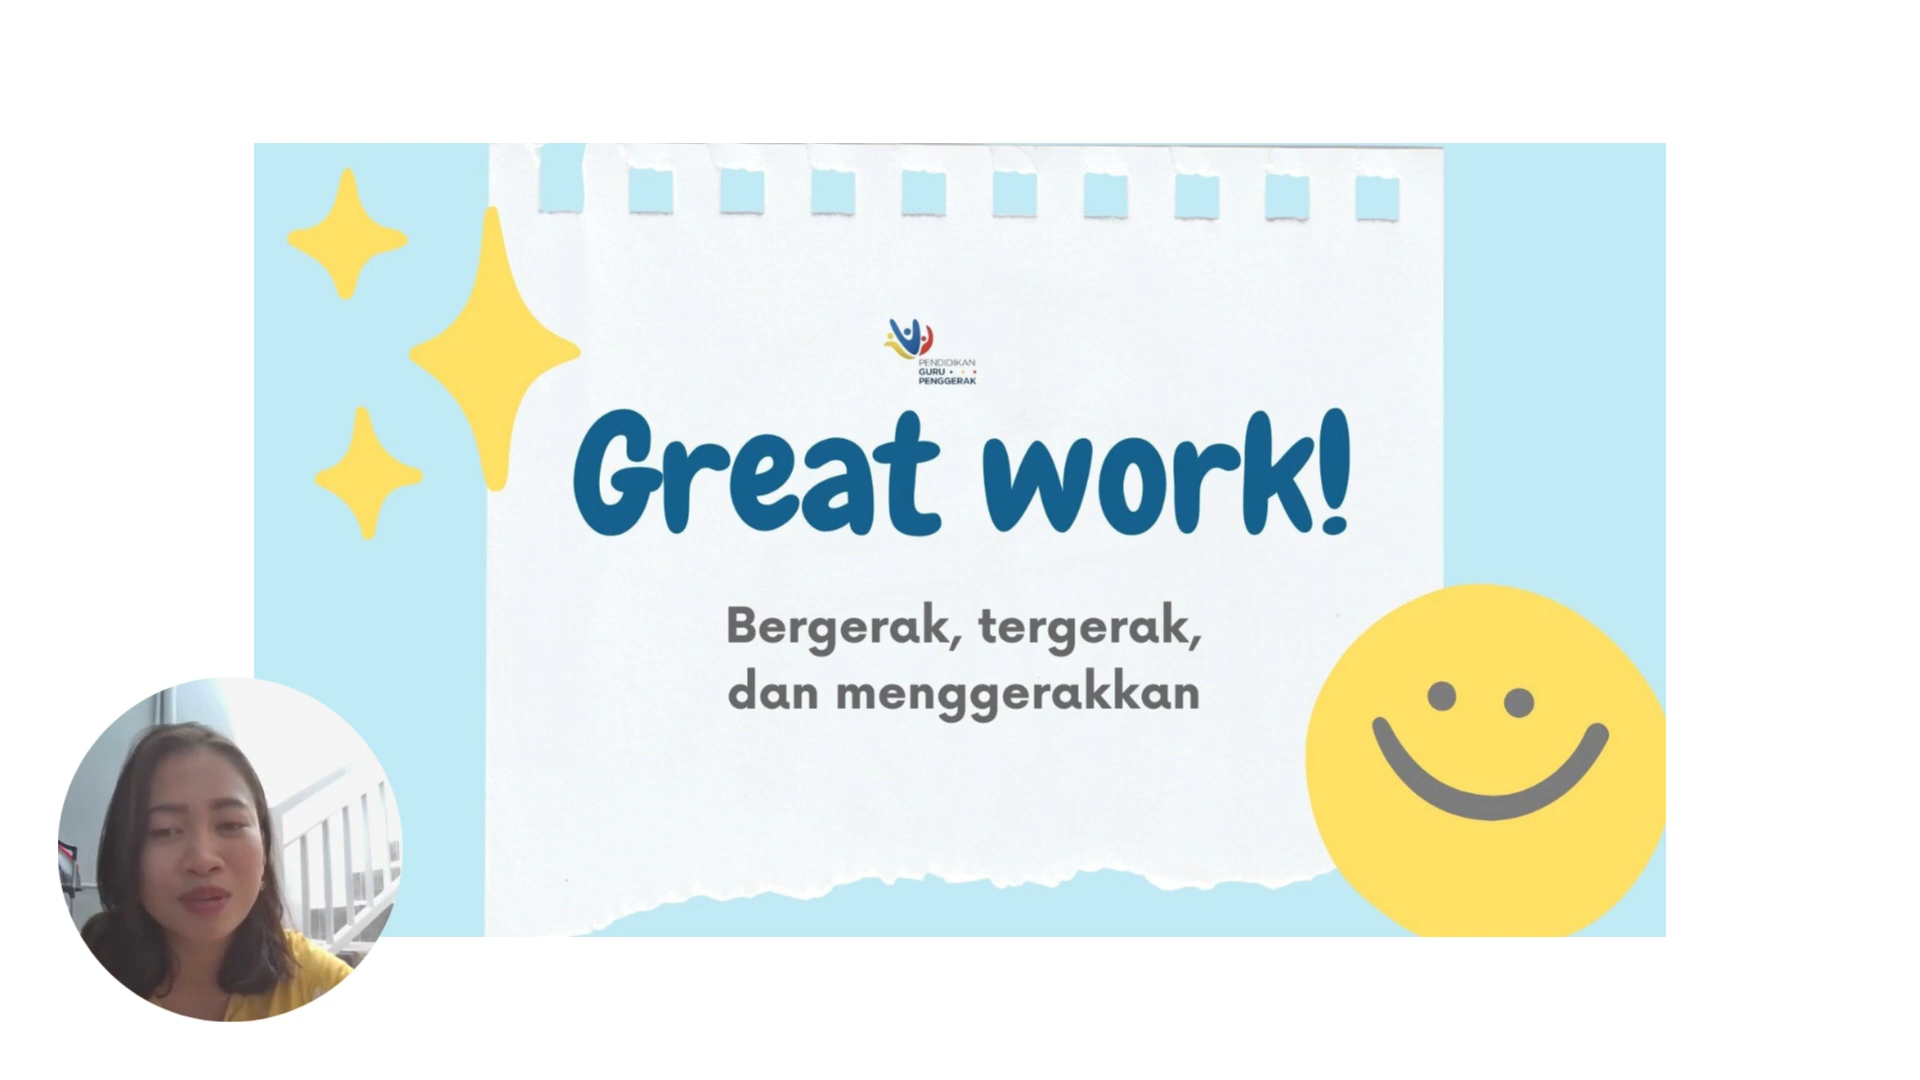 PENDIDIKAN
GURU
PENGGERAK
Great work!
Bergerak, tergerak,
dan menggerakkan